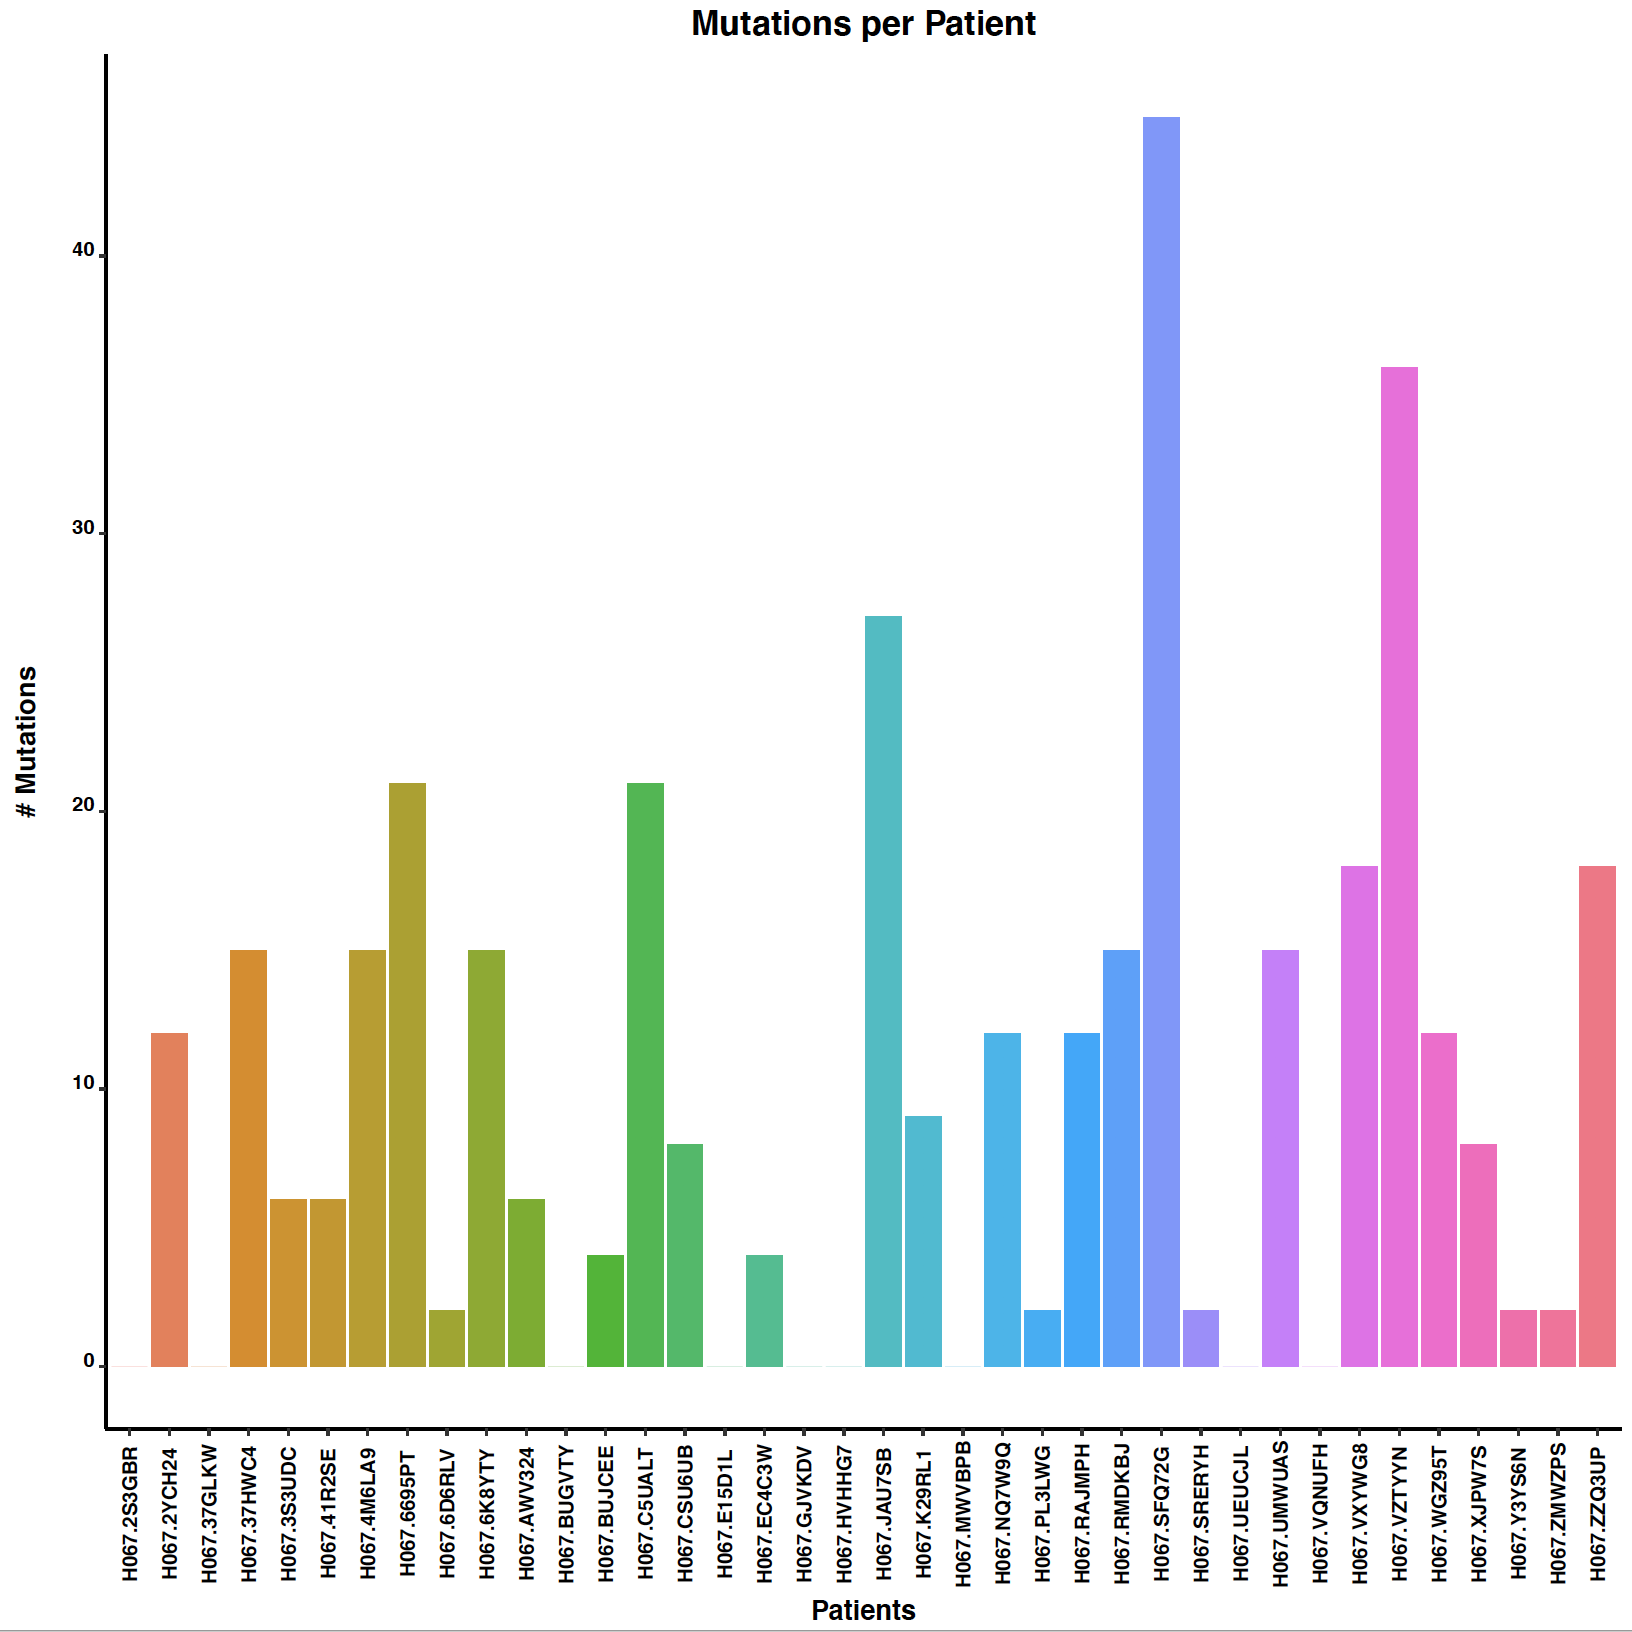 Mutations per Patient
# Mutations
40
30
20
10
0
H067.2S3GBR
H067.2YCH24
H067.37GLKW
H067.37HWC4
H067.3S3UDC
H067.41R2SE
H067.4M6LA9
H067.6695PT
H067.6D6RLV
H067.6K8YTY
H067.AWV324
H067.BUGVTY
H067.BUJCEE
H067.C5UALT
H067.CSU6UB
H067.E15D1L
H067.EC4C3W
H067.GJVKDV
H067.HVHHG7
H067.JAU7SB
H067.K29RL1
H067.MWVBPB
H067.NQ7W9Q
H067.PL3LWG
H067.RAJMPH
H067.RMDKBJ
H067.SFQ72G
H067.SRERYH
H067.UEUCJL
H067.UMWUAS
H067.VQNUFH
H067.VXYWG8
H067.VZTYYN
H067.WGZ95T
H067.XJPW7S
H067.Y3YS6N
H067.ZMWZPS
H067.ZZQ3UP
Patients